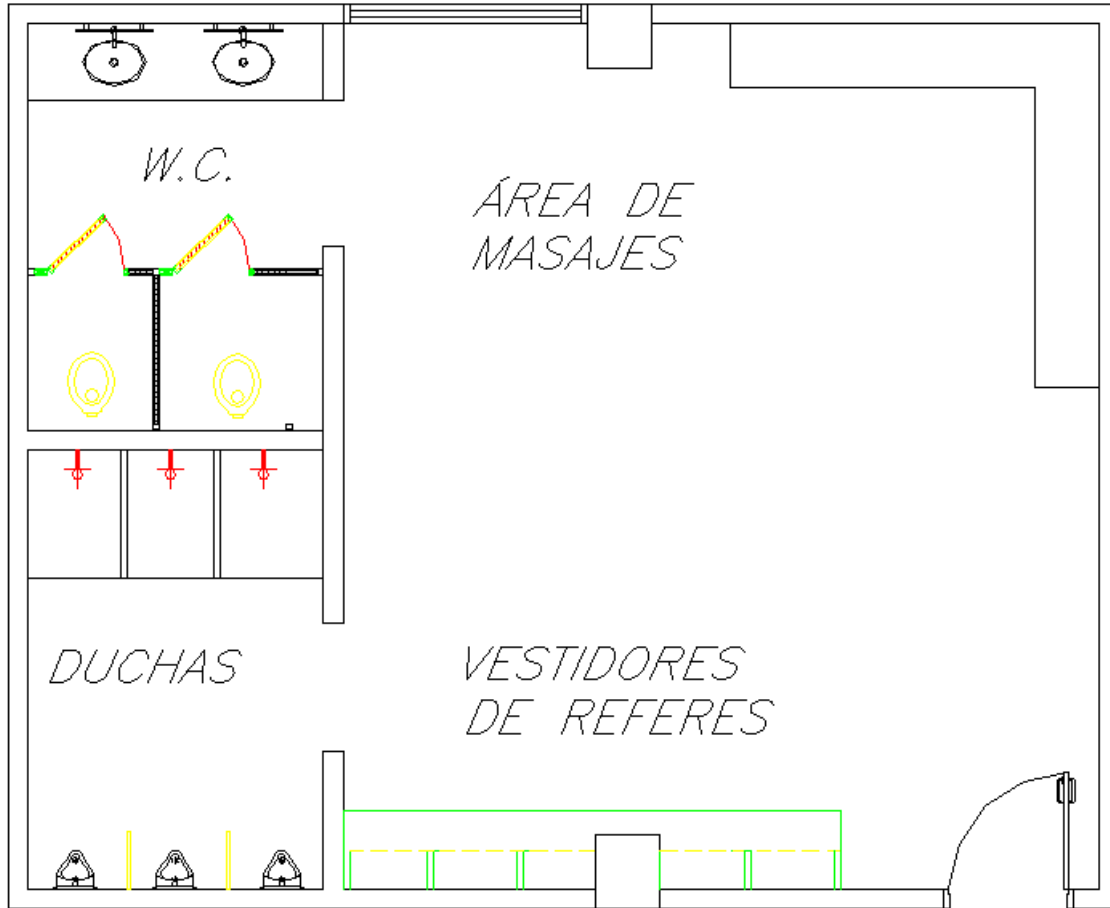 W.C.
ÁREA DE
MASAJES
DUCHAS
VESTIDORES
DE REFERES